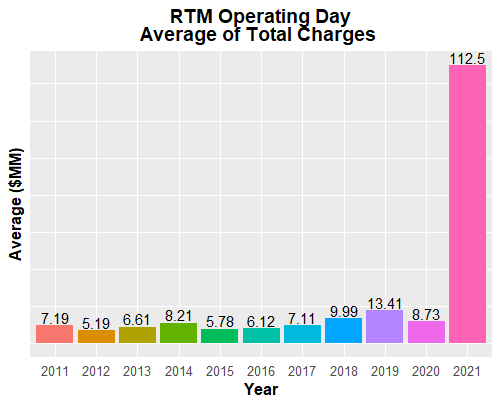 RTM Operating Day
Average of Total Charges
Average ($MM)
7.19 5.19 6.61 8.21 5.78 6.12 7.11 9.99 13.41 8.73 112.5
2011 2012 2013 2014 2015 2016 2017 2018 2019 2020 2021
Year